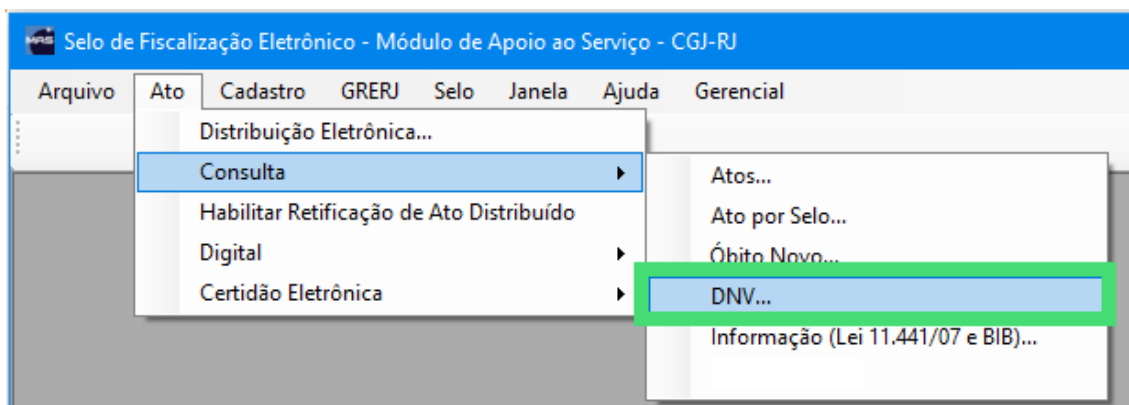 MAS Selo de Fiscalização Eletrônico - Módulo de Apoio ao Serviço - CGJ-RJ
Arquivo Ato Cadastro GRERJ Selo Janela Ajuda Gerencial
Distribuição Eletrônica...
Consulta
Habilitar Retificação de Ato Distribuído
Digital
Certidão Eletrônica
Atos...
Ato por Selo...
Óbito Novo...
DNV...
Informação (Lei 11.441/07 e BIB)...